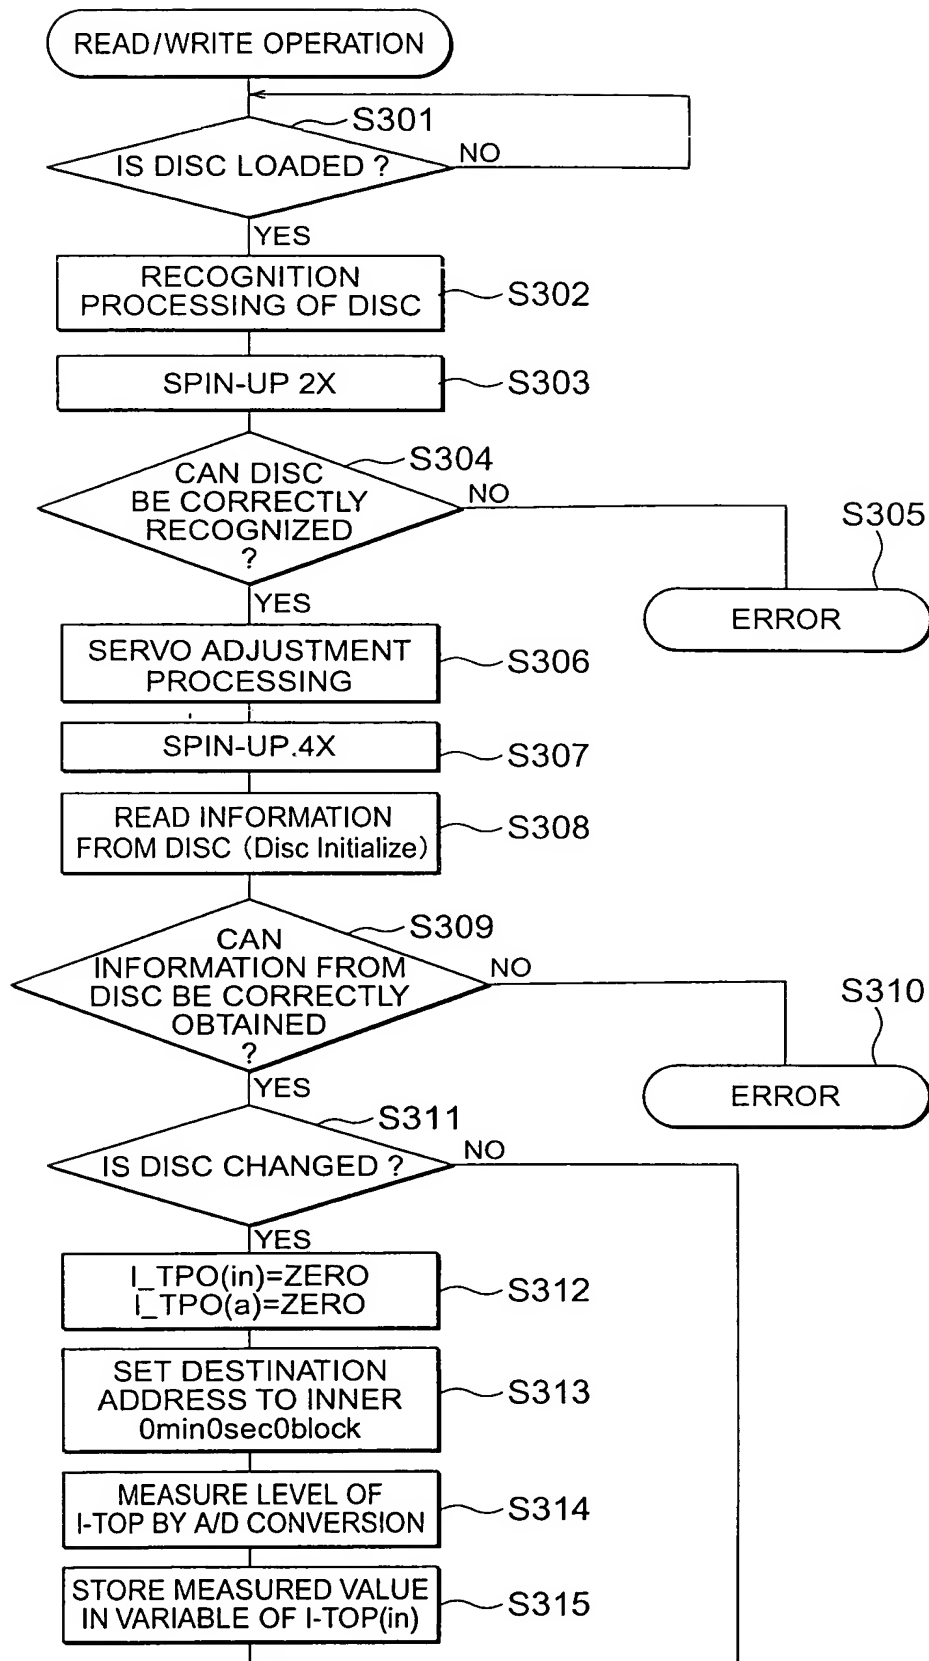 READ/WRITE OPERATION
S301
IS DISC LOADED ?
NO
YES
RECOGNITION
PROCESSING OF DISC
S302
SPIN-UP 2X
S303
S304
CAN DISC
BE CORRECTLY
RECOGNIZED
?
NO
S305
YES
ERROR
SERVO ADJUSTMENT
PROCESSING
S306
SPIN-UP.4X
S307
READ INFORMATION
FROM DISC (Disc Initialize)
S308
S309
CAN
INFORMATION FROM
DISC BE CORRECTLY
OBTAINED
?
NO
S310
YES
ERROR
S311
IS DISC CHANGED ?
NO
YES
I_TPO(in)=ZERO
I_TPO(a)=ZERO
S312
SET DESTINATION
ADDRESS TO INNER
0min0sec0block
S313
MEASURE LEVEL OF
I-TOP BY A/D CONVERSION
S314
STORE MEASURED VALUE
IN VARIABLE OF I-TOP(in)
S315